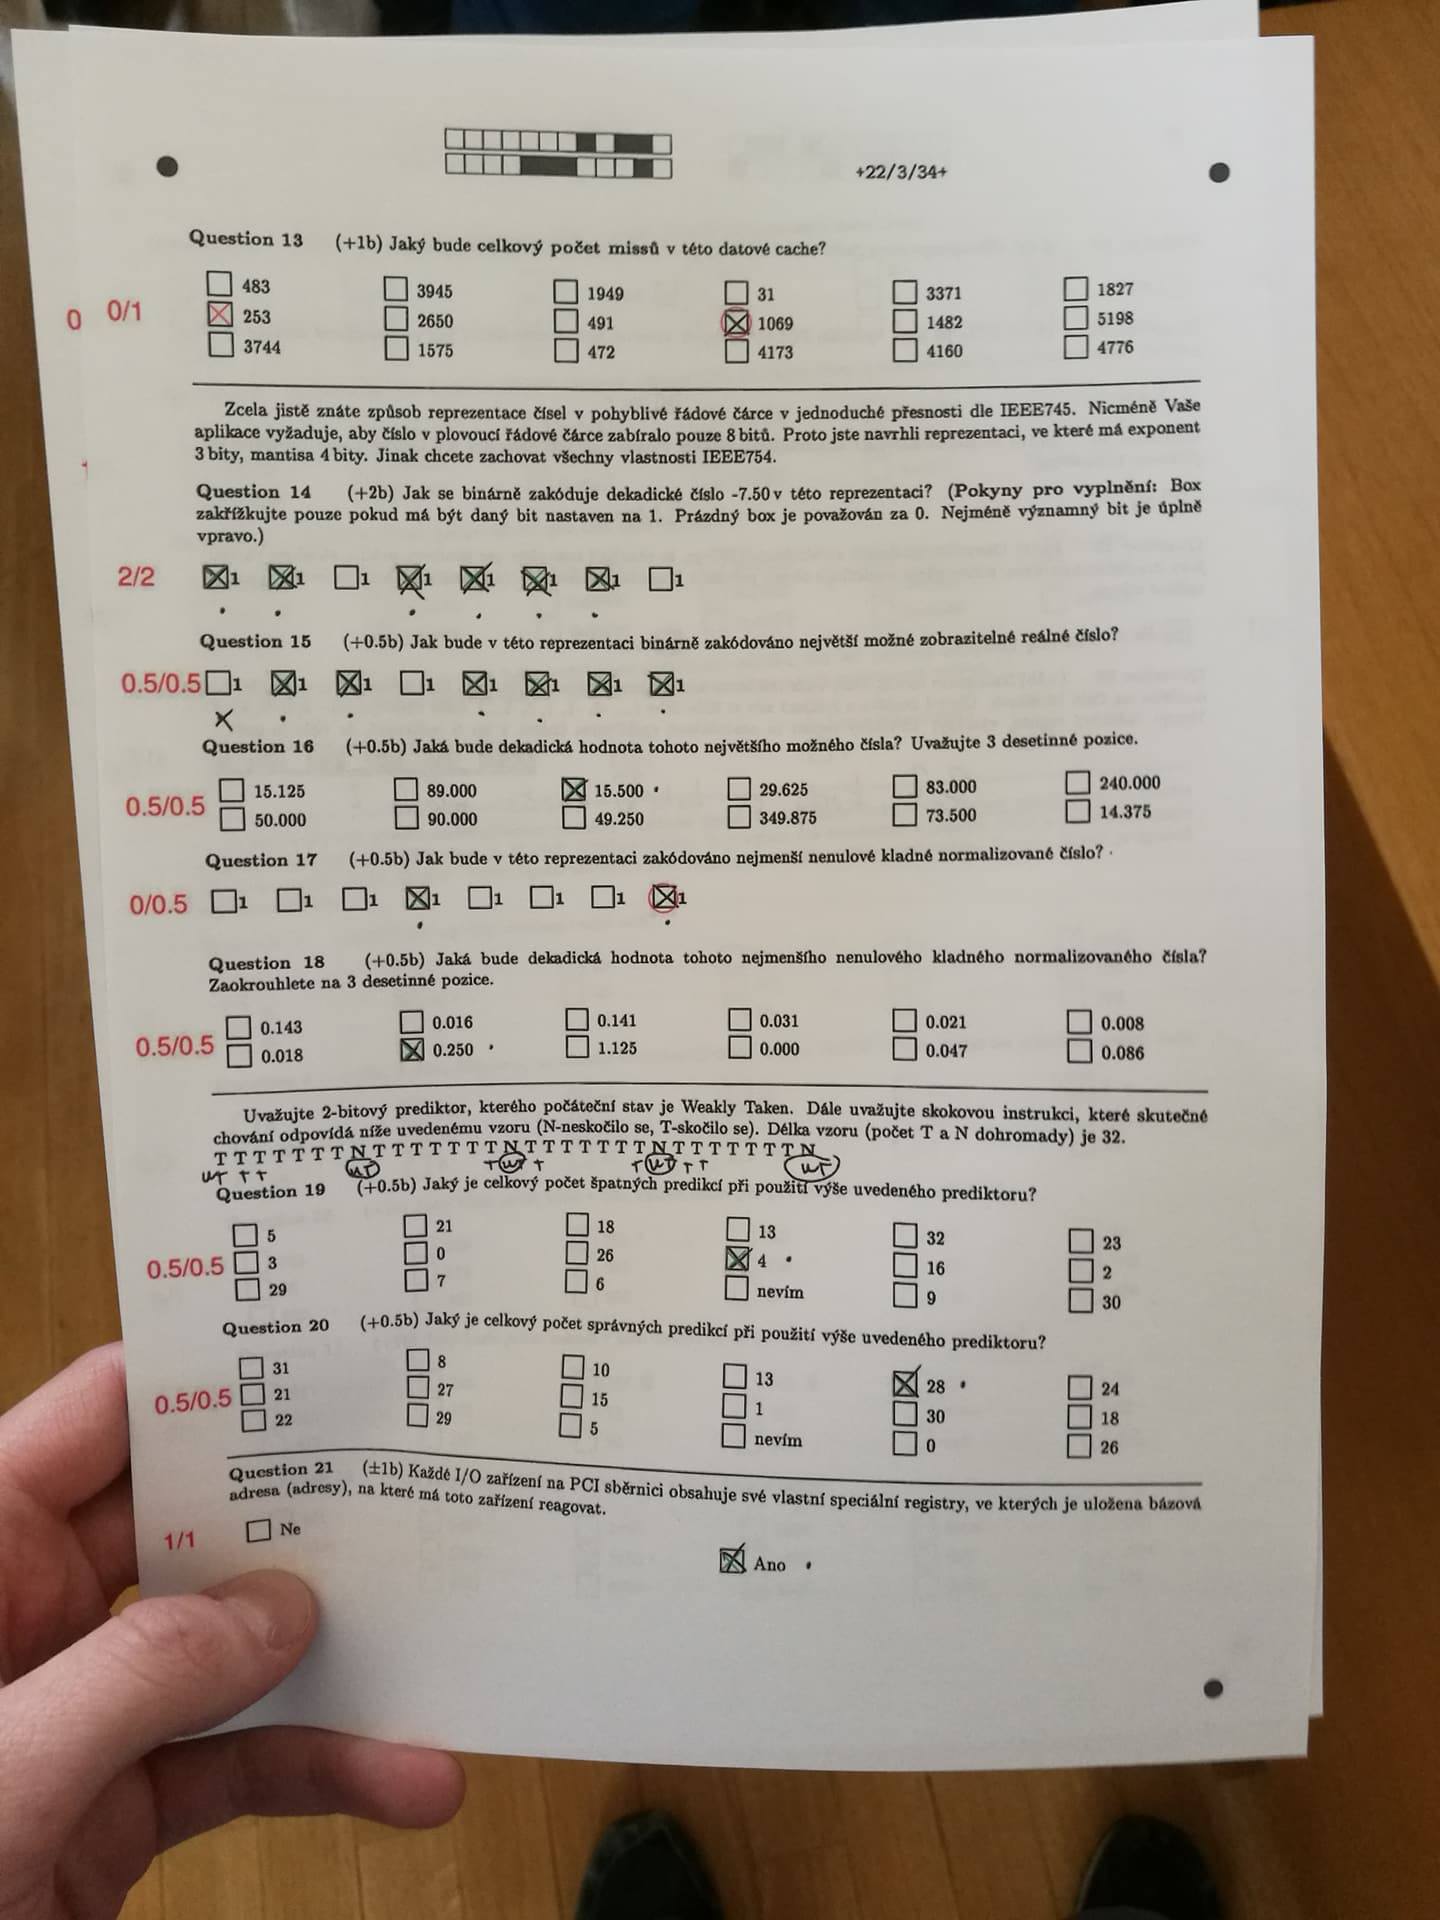 +22/3/34+
Question 13 (+1b) Jaký bude celkový počet missů v této datové cache?
483 3945 1949 31 3371 1827
0 0/1 253 2650 491 1069 1482 5198
3744 1575 472 4173 4160 4776
Zcela jistě znáte způsob reprezentace čísel v pohyblivé řádové čárce v jednoduché přesnosti dle IEEE745. Nicméně Vaše
aplikace vyžaduje, aby číslo v plovoucí řádové čárce zabíralo pouze 8 bitů. Proto jste navrhli reprezentaci, ve které má exponent
3 bity, mantisa 4 bity. Jinak chcete zachovat všechny vlastnosti IEEE754.
Question 14 (+2b) Jak se binárně zakóduje dekadické číslo -7.50 v této reprezentaci? (Pokyny pro vyplnění: Box
zakřížkujte pouze pokud má být daný bit nastaven na 1. Prázdný box je považován za 0. Nejméně významný bit je úplně
vpravo.)
2/2 1 1 1 1 1 1 1 1
Question 15 (+0.5b) Jak bude v této reprezentaci binárně zakódováno největší možné zobrazitelné reálné číslo?
0.5/0.5 1 1 1 1 1 1 1 1
Question 16 (+0.5b) Jaká bude dekadická hodnota tohoto největšího možného čísla? Uvažujte 3 desetinné pozice.
15.125 89.000 15.500 29.625 83.000 240.000
0.5/0.5 50.000 90.000 49.250 349.875 73.500 14.375
Question 17 (+0.5b) Jak bude v této reprezentaci zakódováno nejmenší nenulové kladné normalizované číslo?
0/0.5 1 1 1 1 1 1 1 1
Question 18 (+0.5b) Jaká bude dekadická hodnota tohoto nejmenšího nenulového kladného normalizovaného čísla?
Zaokrouhlete na 3 desetinné pozice.
0.143 0.016 0.141 0.031 0.021 0.008
0.5/0.5 0.018 0.250 1.125 0.000 0.047 0.086
Uvažujte 2-bitový prediktor, kterého počáteční stav je Weakly Taken. Dále uvažujte skokovou instrukci, které skutečné
chování odpovídá níže uvedenému vzoru (N-neskočilo se, T-skočilo se). Délka vzoru (počet T a N dohromady) je 32.
T T T T T T T N T T T T T T T N T T T T T T T N T T T T T T T N
WT T T WT T WT T T WT T T WT
Question 19 (+0.5b) Jaký je celkový počet špatných predikcí při použití výše uvedeného prediktoru?
5 21 18 13 32 23
0.5/0.5 3 0 26 4 16 2
29 7 6 nevím 9 30
Question 20 (+0.5b) Jaký je celkový počet správných predikcí při použití výše uvedeného prediktoru?
31 8 10 13 28 24
0.5/0.5 21 27 15 1 30 18
22 29 5 nevím 0 26
Question 21 (±1b) Každé I/O zařízení na PCI sběrnici obsahuje své vlastní speciální registry, ve kterých je uložena bázová
adresa (adresy), na které má toto zařízení reagovat.
1/1 Ne Ano